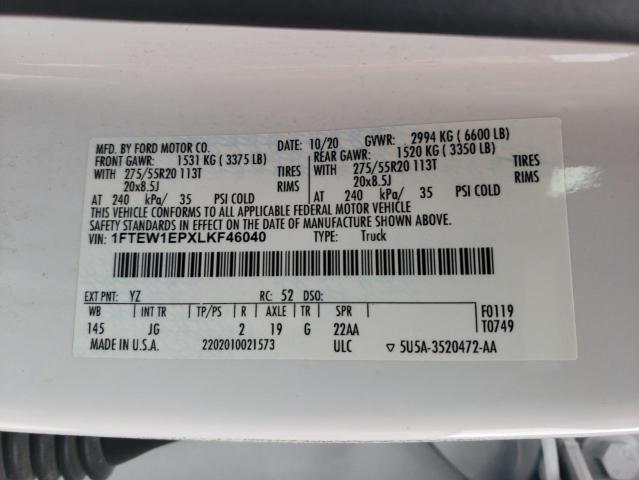 MFD. BY FORD MOTOR CO. DATE: 10/20 GVWR: 2994 KG ( 6600 LB)
FRONT GAWR: 1531 KG ( 3375 LB) REAR GAWR: 1520 KG ( 3350 LB)
WITH 275/55R20 113T TIRES WITH 275/55R20 113T TIRES
20x8.5J RIMS 20x8.5J RIMS
AT 240 kPa/ 35 PSI COLD AT 240 kPa/ 35 PSI COLD
THIS VEHICLE CONFORMS TO ALL APPLICABLE FEDERAL MOTOR VEHICLE
SAFETY STANDARDS IN EFFECT ON THE DATE OF MANUFACTURE SHOWN ABOVE.
VIN: 1FTEW1EPXLKF46040 TYPE: Truck
EXT PNT: YZ RC: 52 DSO:
WB INT TR TP/PS R AXLE TR SPR F0119
145 JG 2 19 G 22AA T0749
MADE IN U.S.A. 2202010021573 ULC ▽ 5U5A-3520472-AA